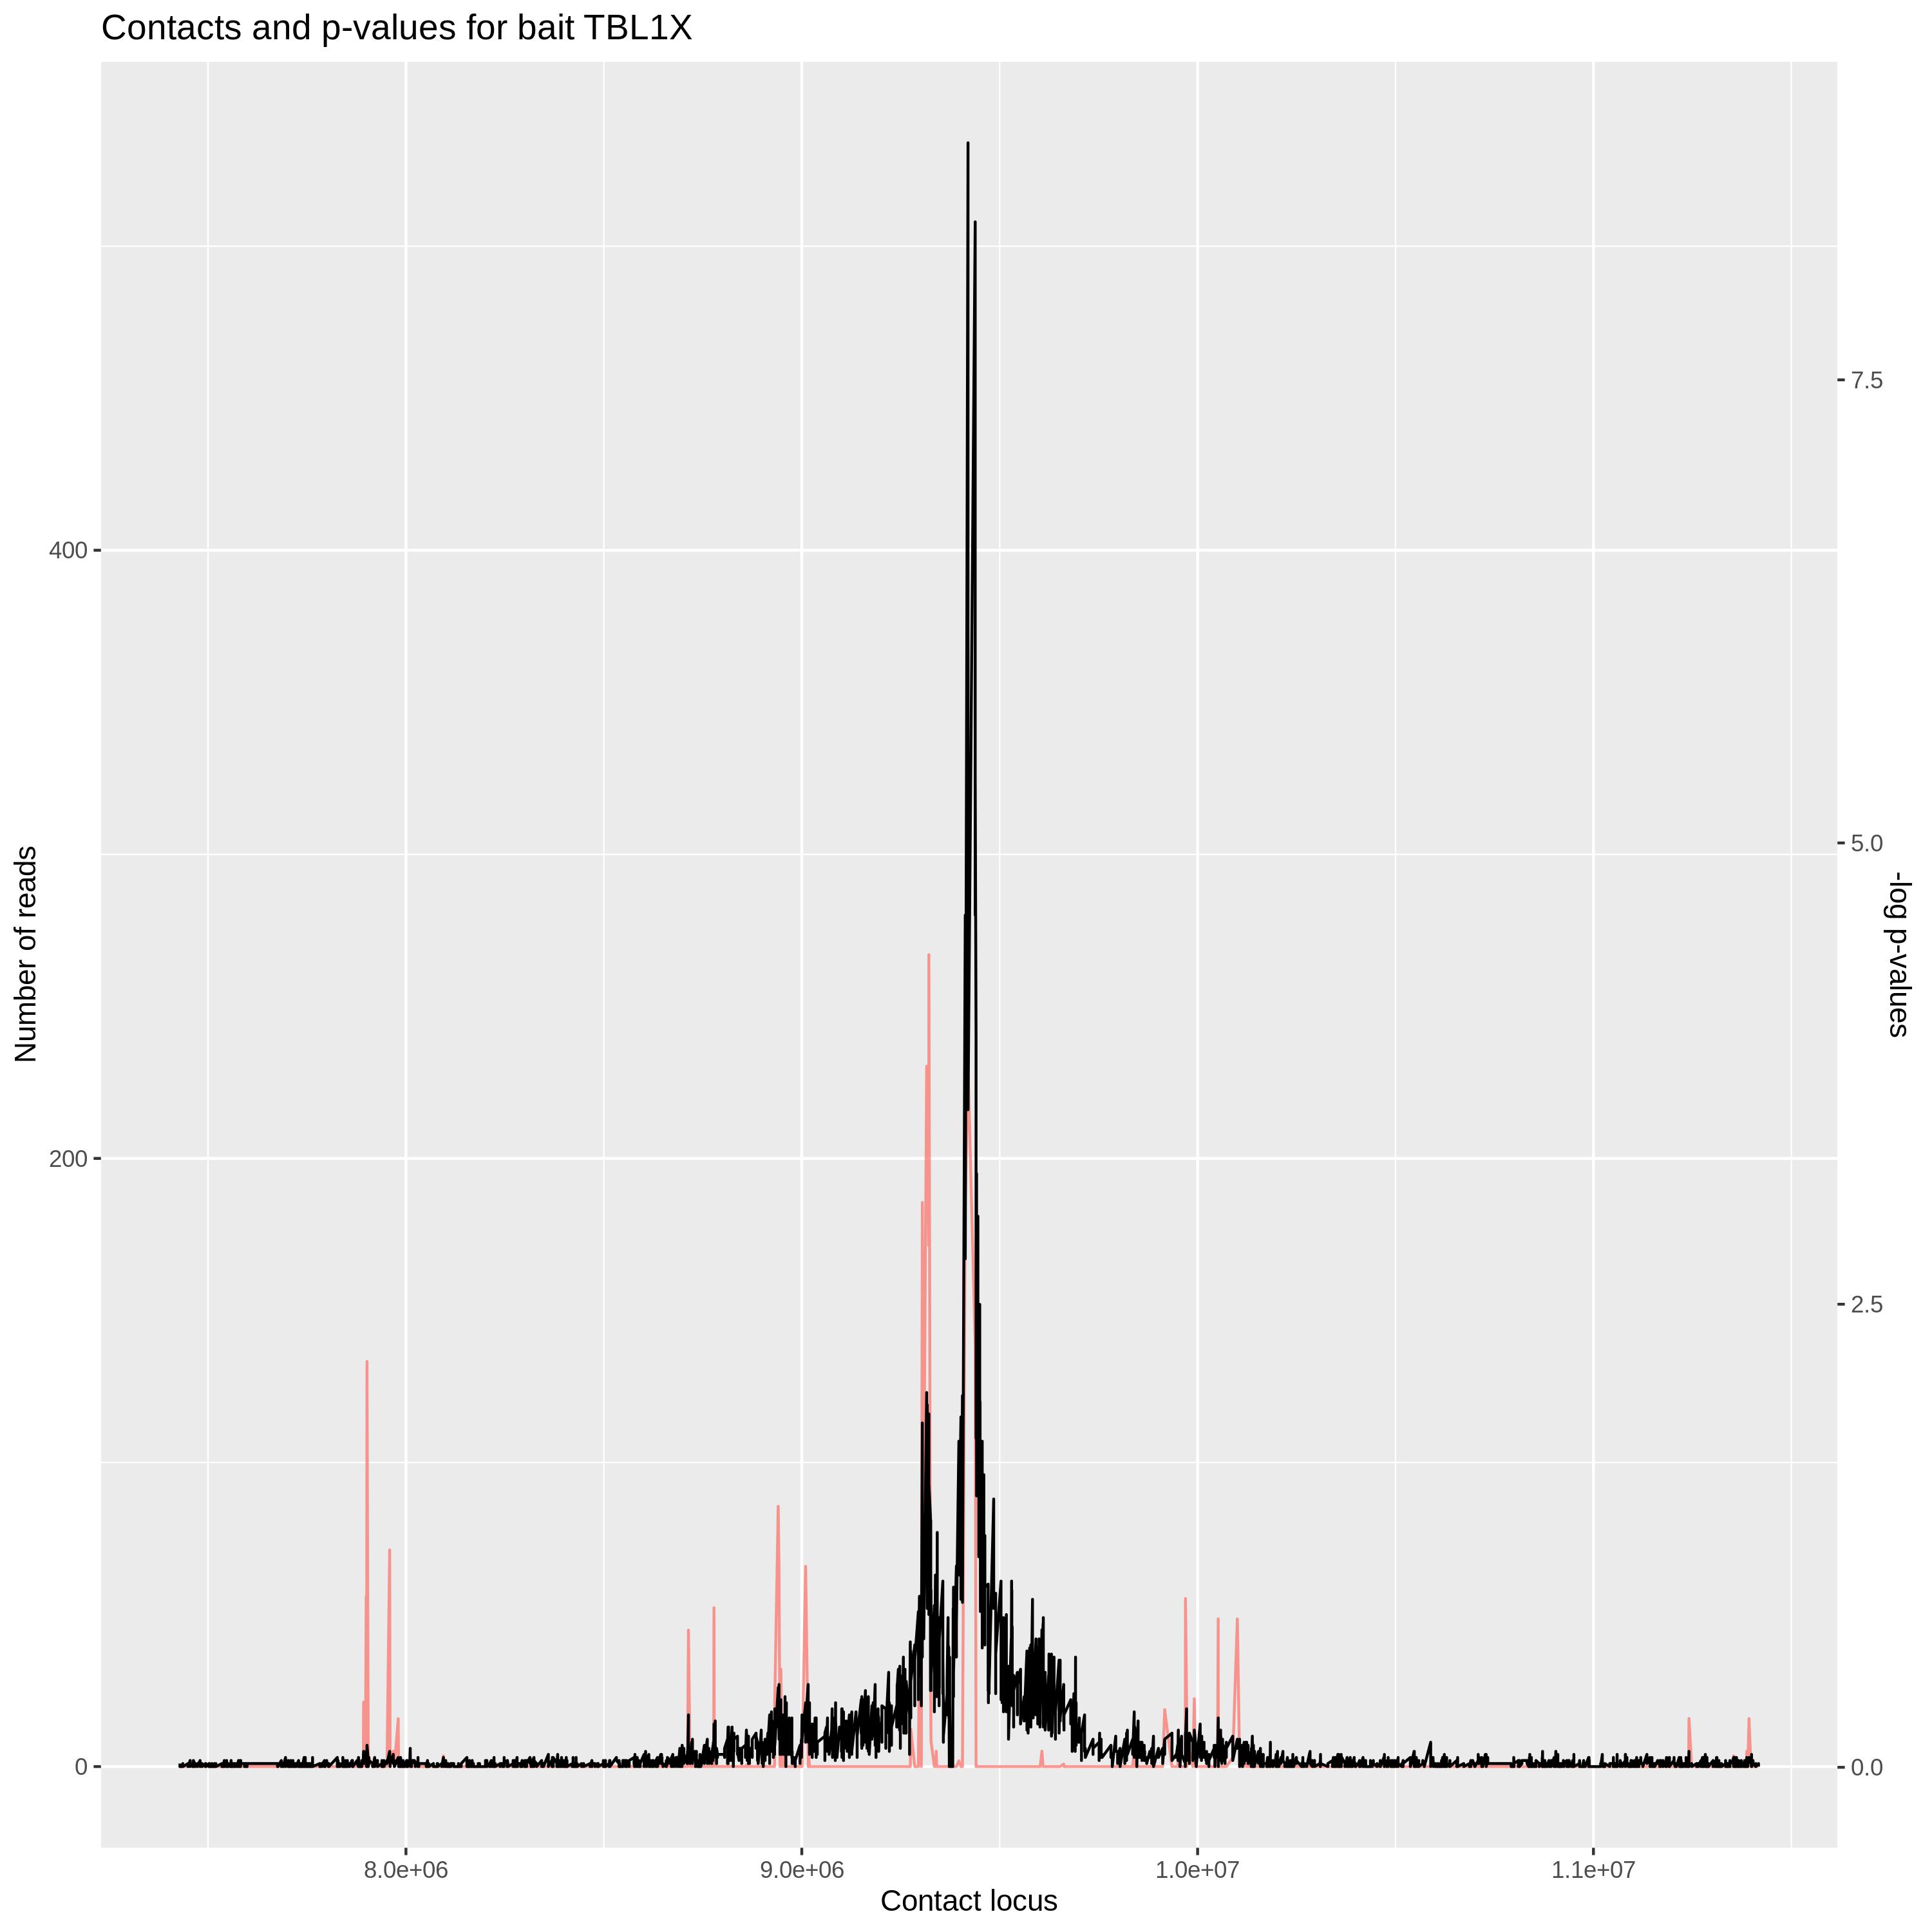 Contacts and p-values for bait TBL1X
Number of reads
400
200
0
7.5
5.0
2.5
0.0
-log p-values
8.0e+06
9.0e+06
1.0e+07
1.1e+07
Contact locus